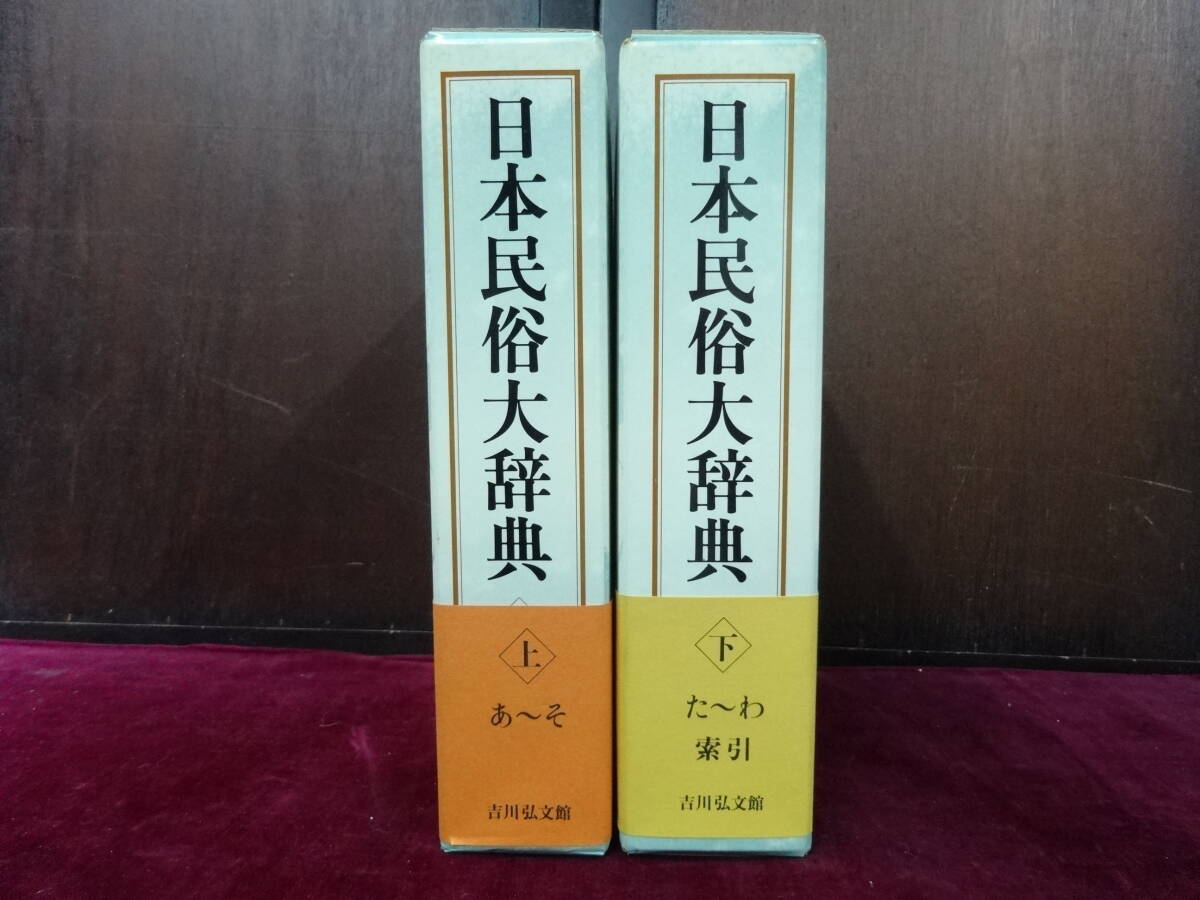 日本民俗大辞典
上
あ〜そ
吉川弘文館
日本民俗大辞典
下
た〜わ
索引
吉川弘文館